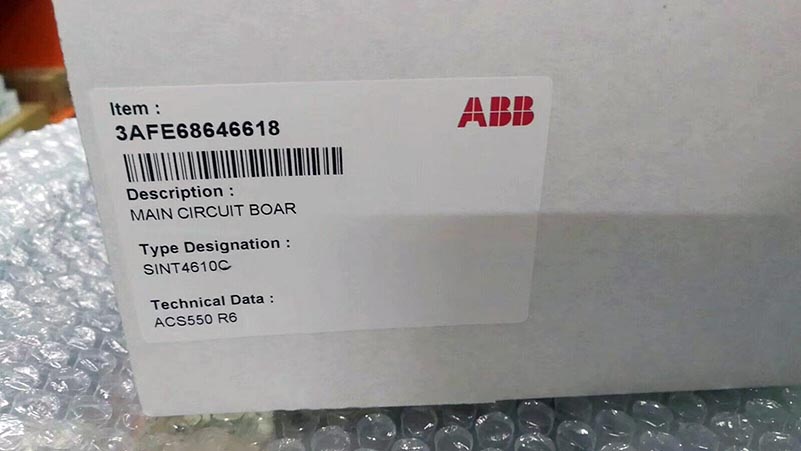 Item :
ABB
3AFE68646618
Description :
MAIN CIRCUIT BOAR
Type Designation :
SINT4610C
Technical Data :
ACS550 R6